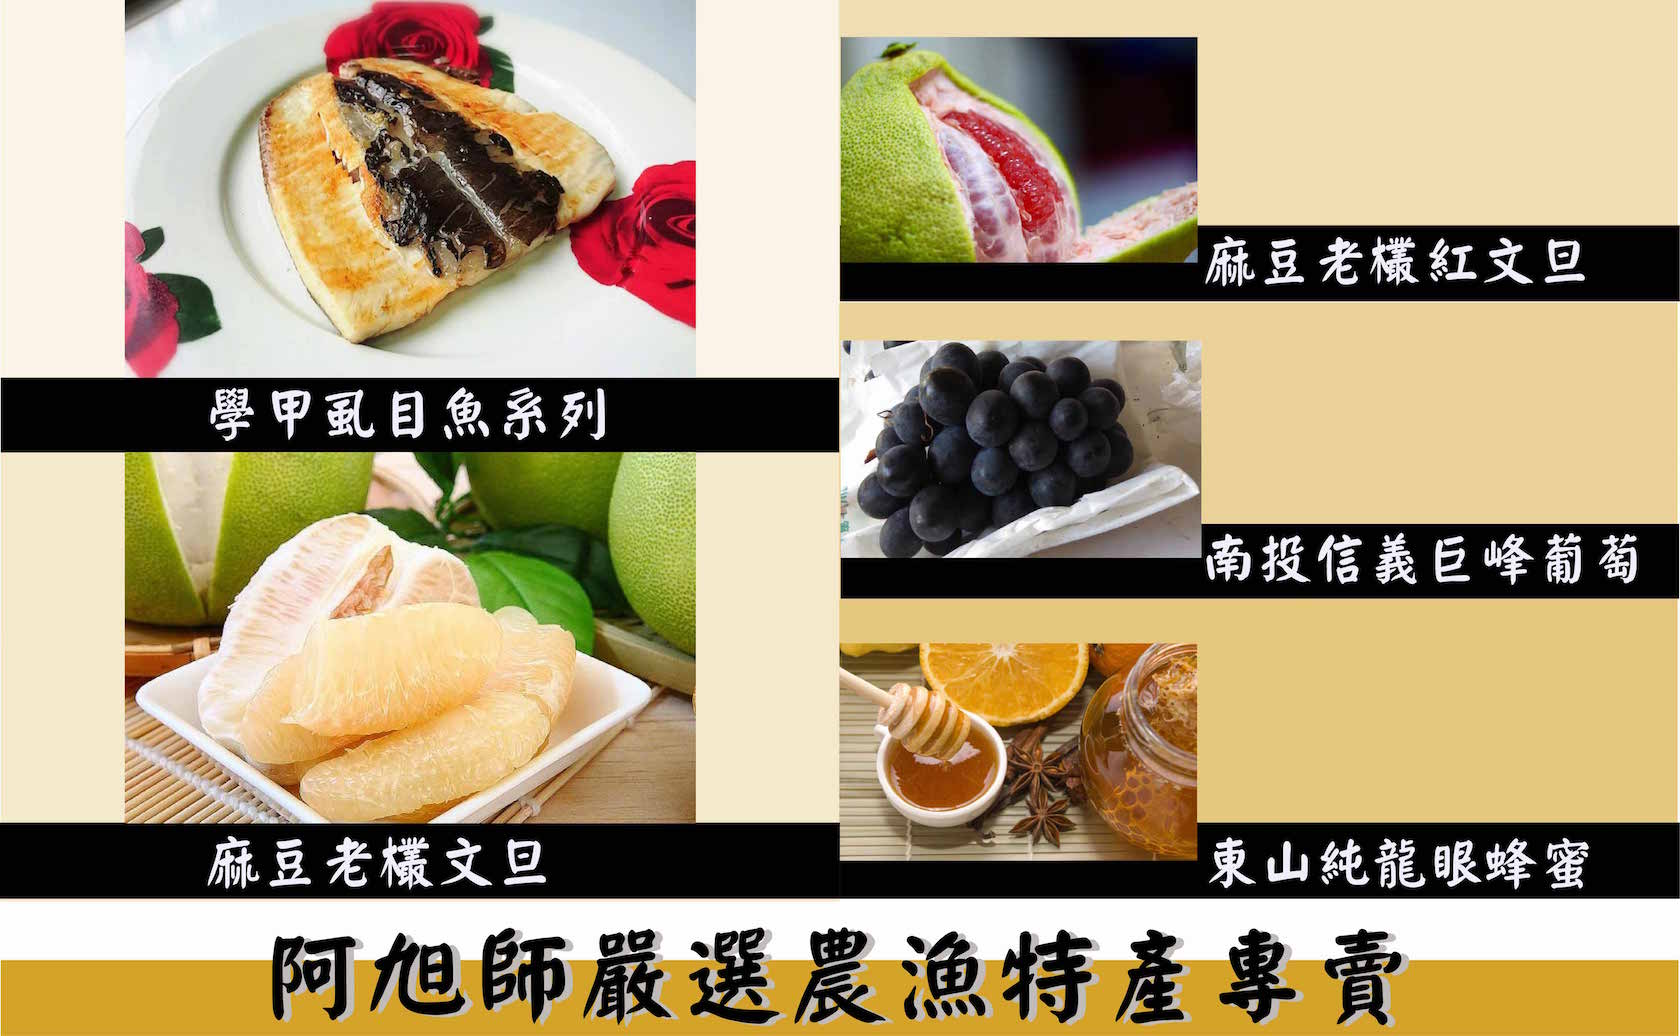 學甲虱目魚系列
麻豆老欉文旦
麻豆老欉紅文旦
南投信義巨峰葡萄
東山純龍眼蜂蜜
阿旭師嚴選農漁特產專賣